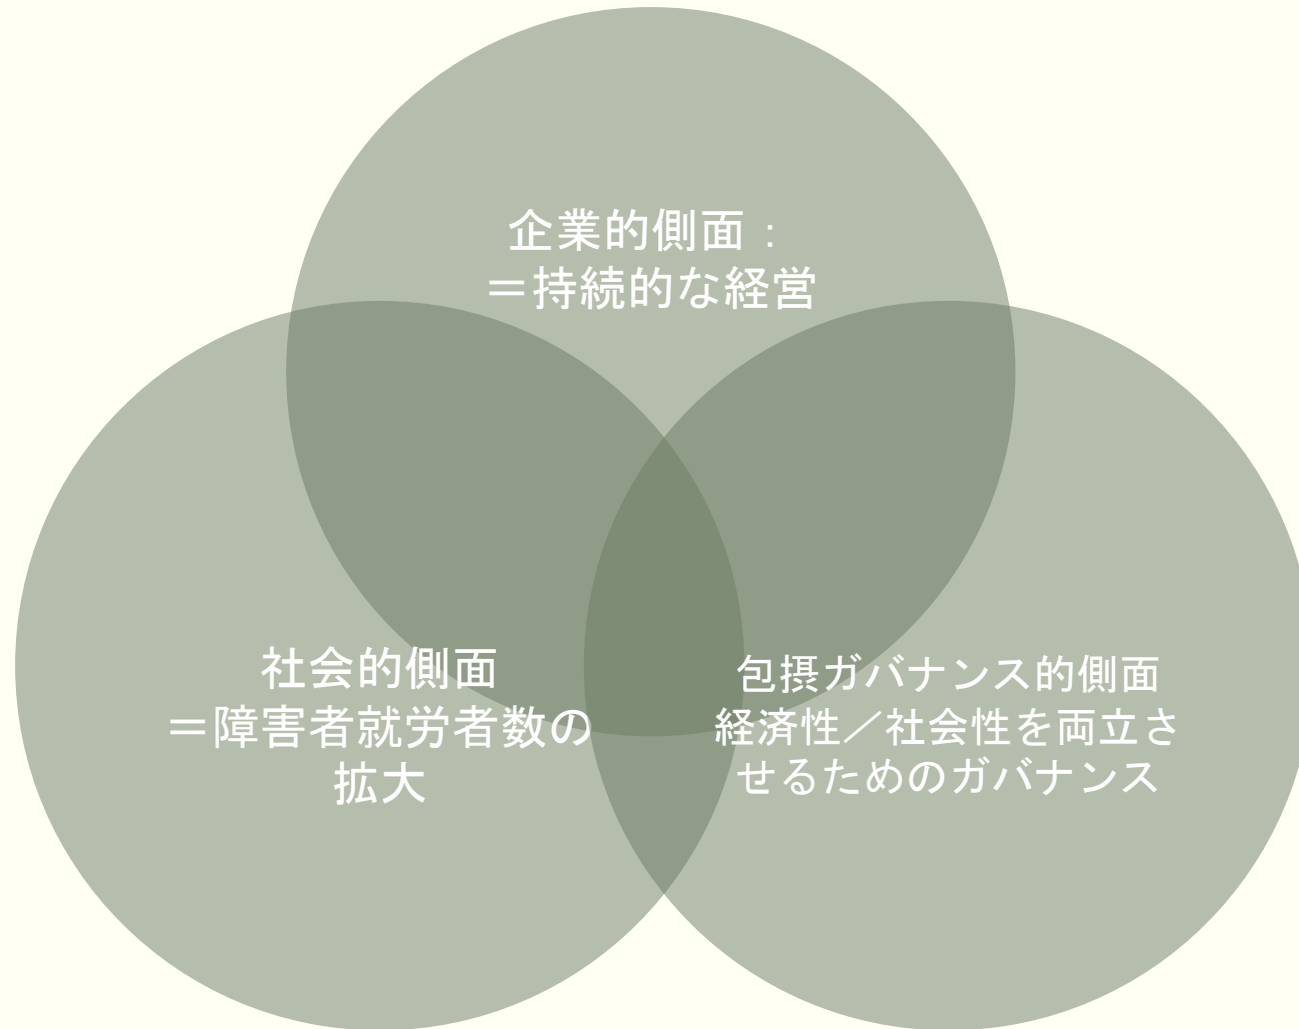 企業的側面：
＝持続的な経営
社会的側面
＝障害者就労者数の
拡大
包摂ガバナンス的側面
経済性／社会性を両立さ
せるためのガバナンス